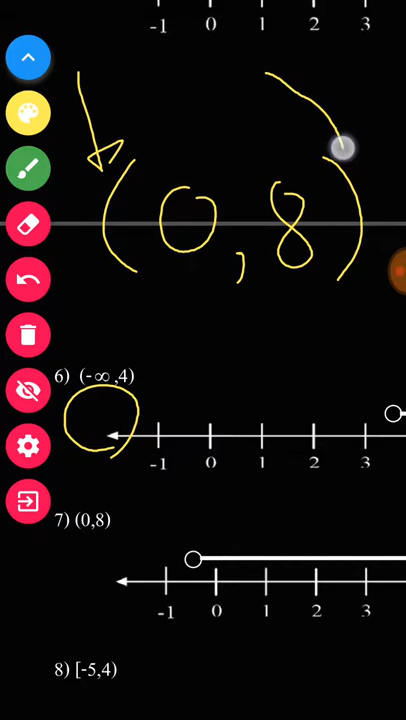 -1 0 1 2 3
(0,8)
6) (-∞,4)
-1 0 1 2 3
7) (0,8)
-1 0 1 2 3
8) [-5,4)